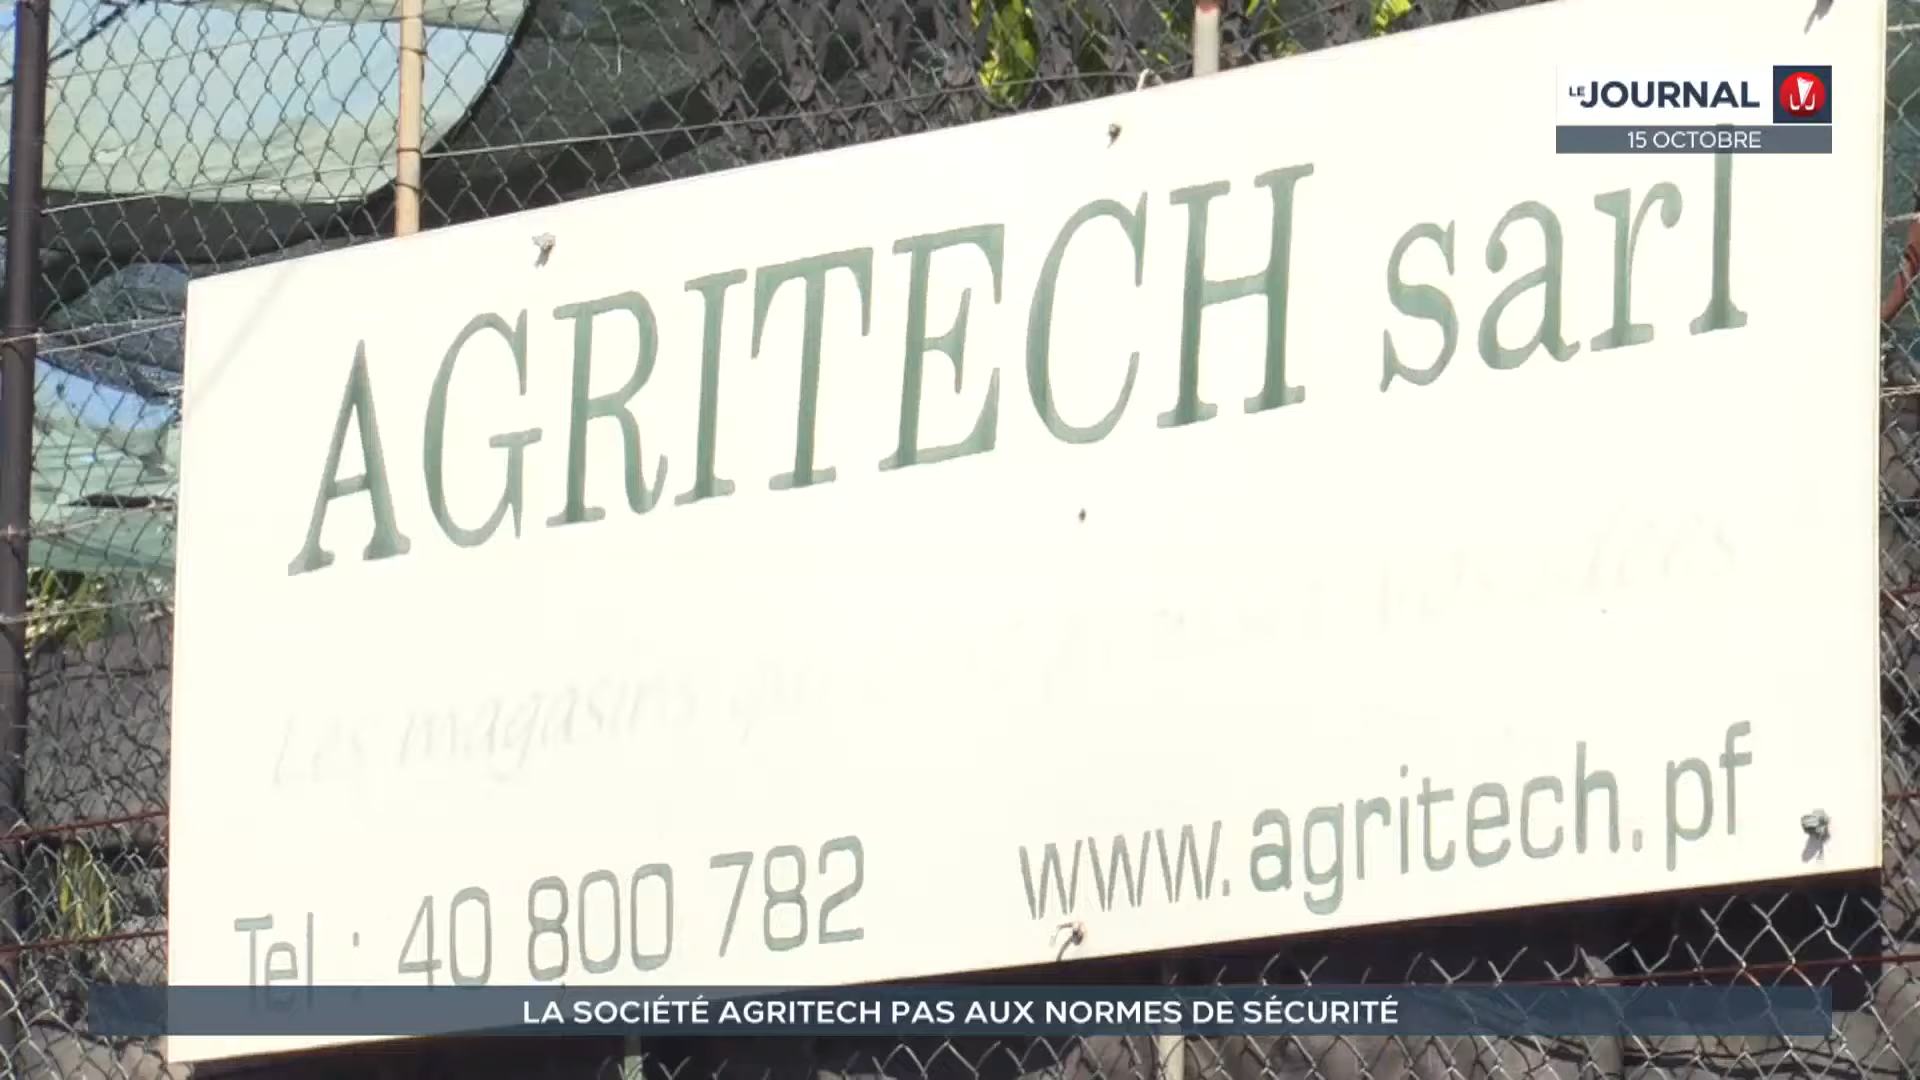 LE JOURNAL
15 OCTOBRE
AGRITECH sarl
Les magasins
Tel : 40 800 782
www.agritech.pf
LA SOCIÉTÉ AGRITECH PAS AUX NORMES DE SÉCURITÉ